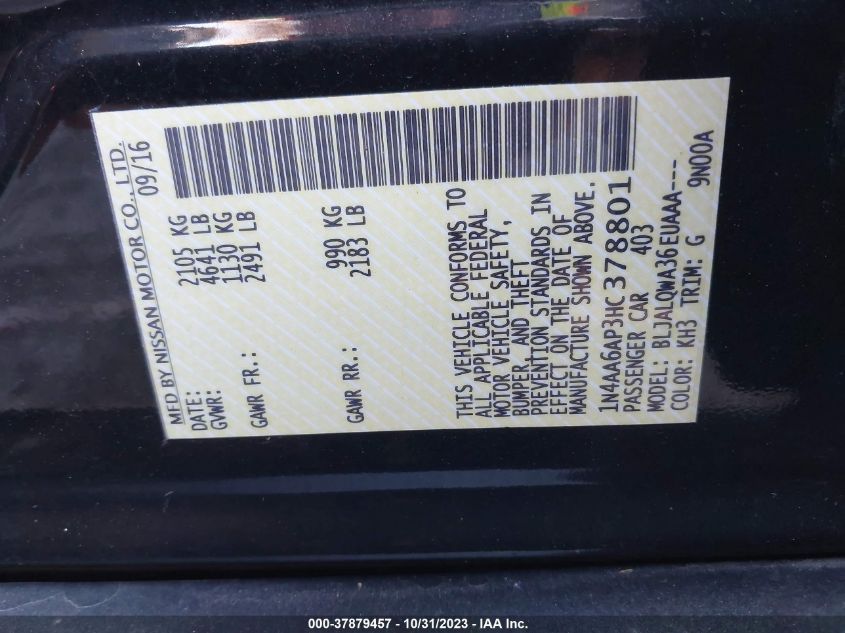 MFD BY NISSAN MOTOR CO., LTD.
DATE: 09/16
GVWR: 2105 KG
4641 LB
GAWR FR.: 1130 KG
2491 LB
GAWR RR.: 990 KG
2183 LB
THIS VEHICLE CONFORMS TO
ALL APPLICABLE FEDERAL
MOTOR VEHICLE SAFETY,
BUMPER, AND THEFT
PREVENTION STANDARDS IN
EFFECT ON THE DATE OF
MANUFACTURE SHOWN ABOVE.
1N4AA6AP3HC378801
PASSENGER CAR 403
MODEL: BLJALQWA36EUAAA---
COLOR: KH3 TRIM: G 9N00A
000-37879457 - 10/31/2023 - IAA Inc.